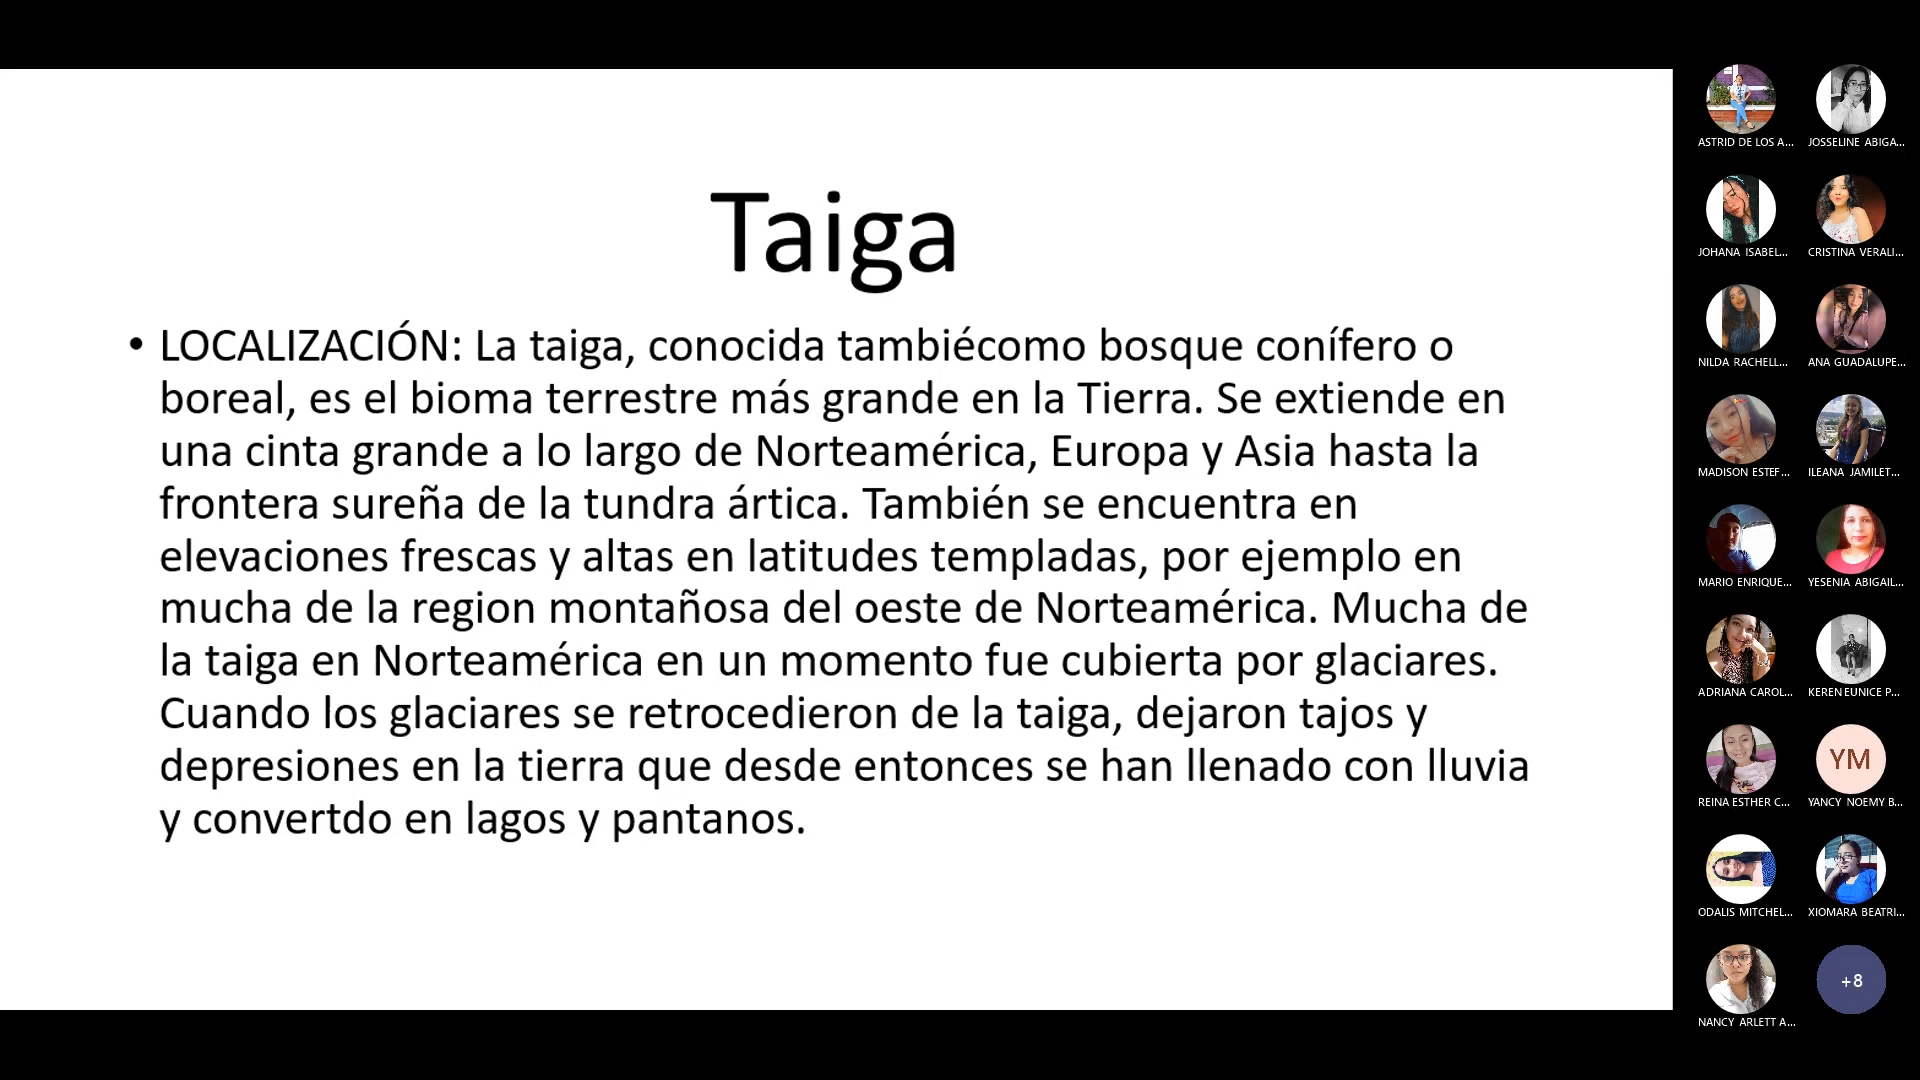 Taiga
• LOCALIZACIÓN: La taiga, conocida tambiécomo bosque conífero o
boreal, es el bioma terrestre más grande en la Tierra. Se extiende en
una cinta grande a lo largo de Norteamérica, Europa y Asia hasta la
frontera sureña de la tundra ártica. También se encuentra en
elevaciones frescas y altas en latitudes templadas, por ejemplo en
mucha de la region montañosa del oeste de Norteamérica. Mucha de
la taiga en Norteamérica en un momento fue cubierta por glaciares.
Cuando los glaciares se retrocedieron de la taiga, dejaron tajos y
depresiones en la tierra que desde entonces se han llenado con lluvia
y convertdo en lagos y pantanos.
ASTRID DE LOS A...
JOSSELINE ABIGA...
JOHANA ISABEL...
CRISTINA VERALI...
NILDA RACHELL...
ANA GUADALUPE...
MADISON ESTEF...
ILEANA JAMILET...
MARIO ENRIQUE...
YESENIA ABIGAIL...
ADRIANA CAROL...
KEREN EUNICE P...
REINA ESTHER C...
YM
YANCY NOEMY B...
ODALIS MITCHEL...
XIOMARA BEATRI...
NANCY ARLETT A...
+8